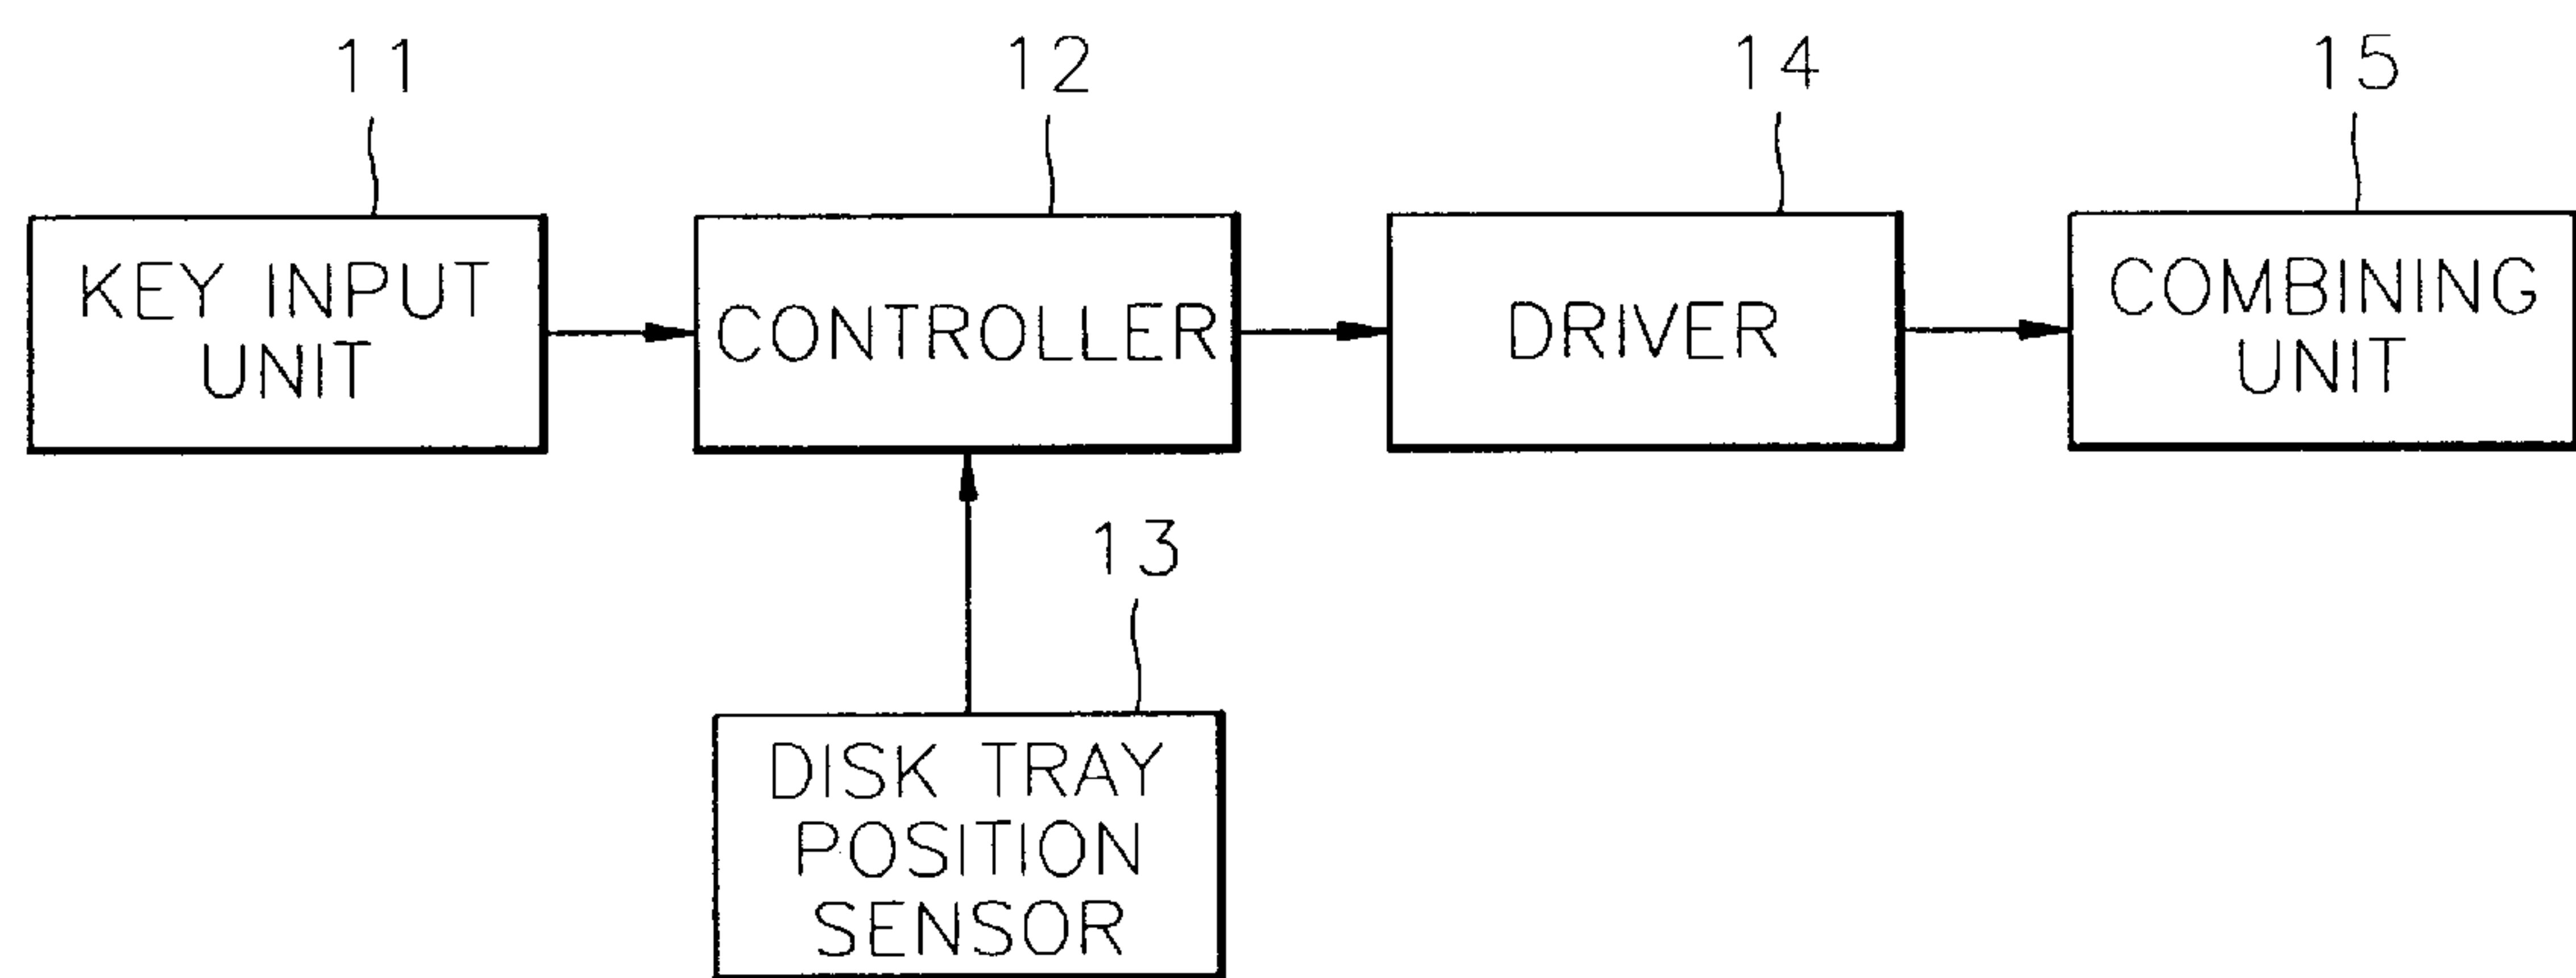 11
12
14
15
KEY INPUT
UNIT
CONTROLLER
DRIVER
COMBINING
UNIT
13
DISK TRAY
POSITION
SENSOR